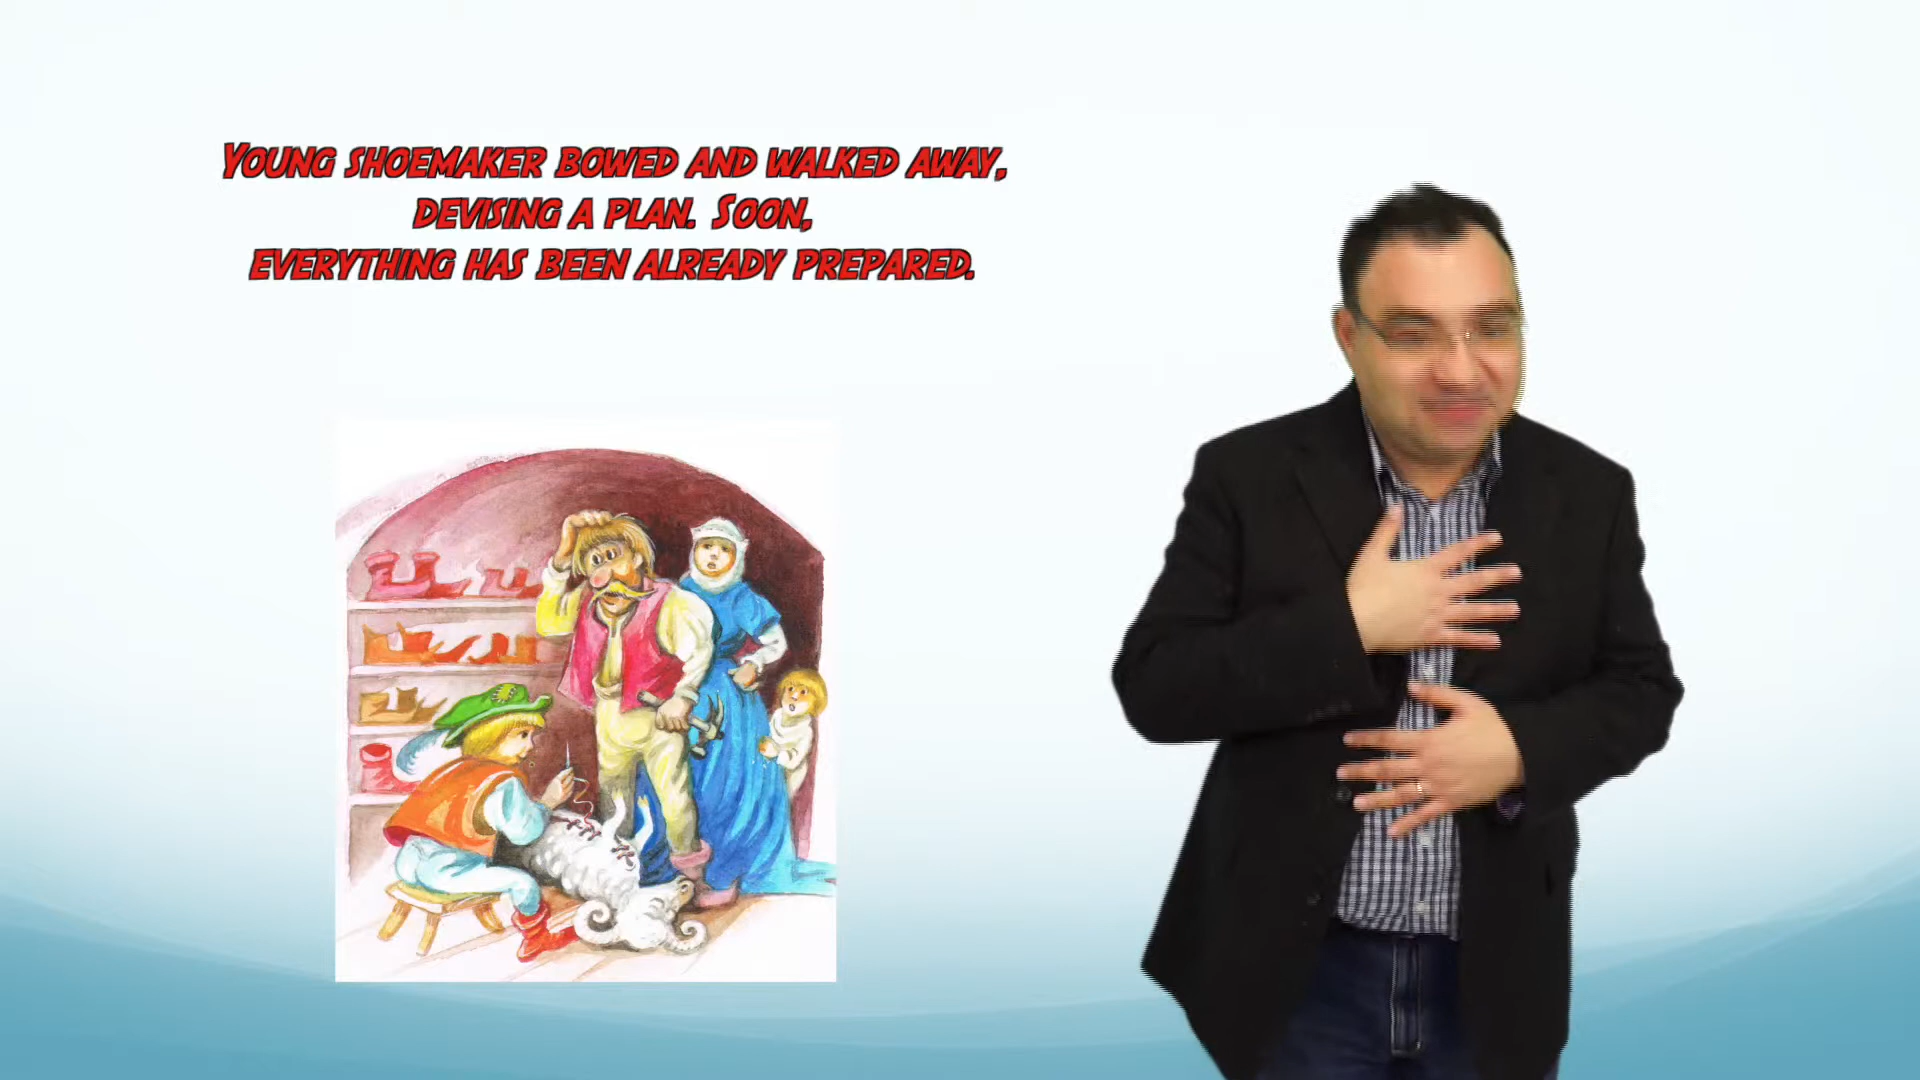 Young shoemaker bowed and walked away,
devising a plan. Soon,
everything has been already prepared.